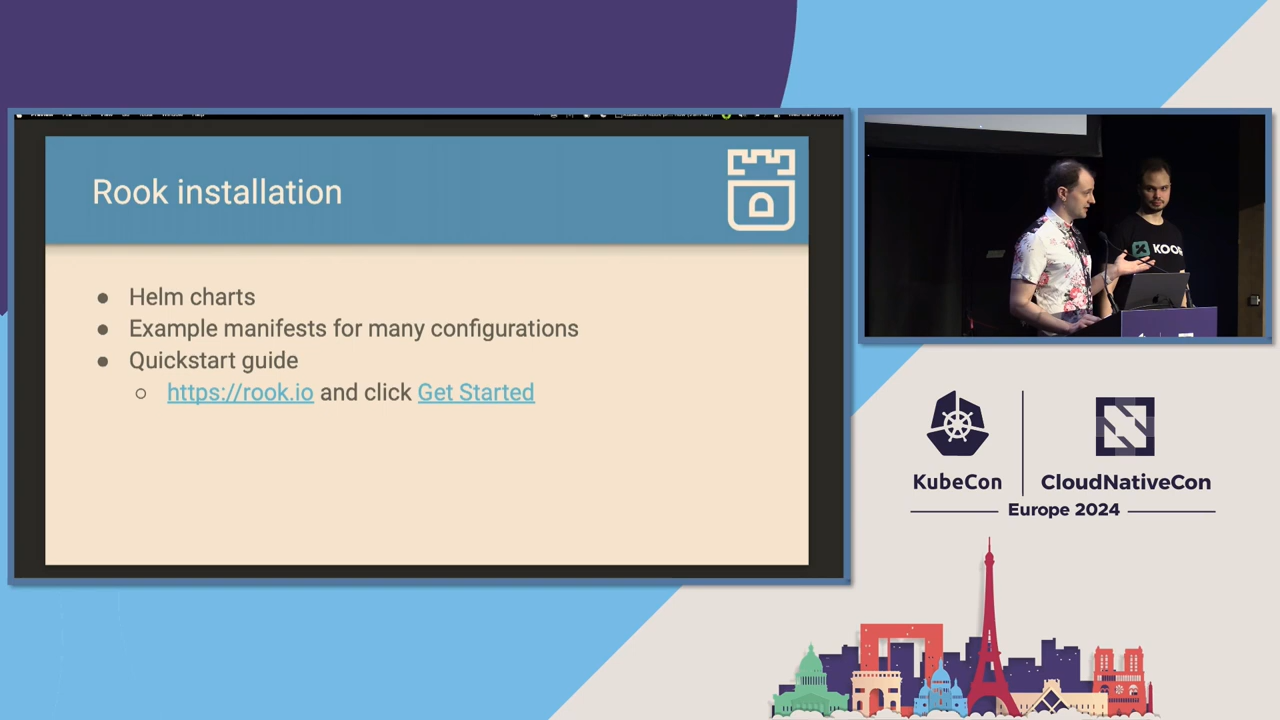 Rook installation
● Helm charts
● Example manifests for many configurations
● Quickstart guide
○ https://rook.io and click Get Started
KubeCon
CloudNativeCon
Europe 2024